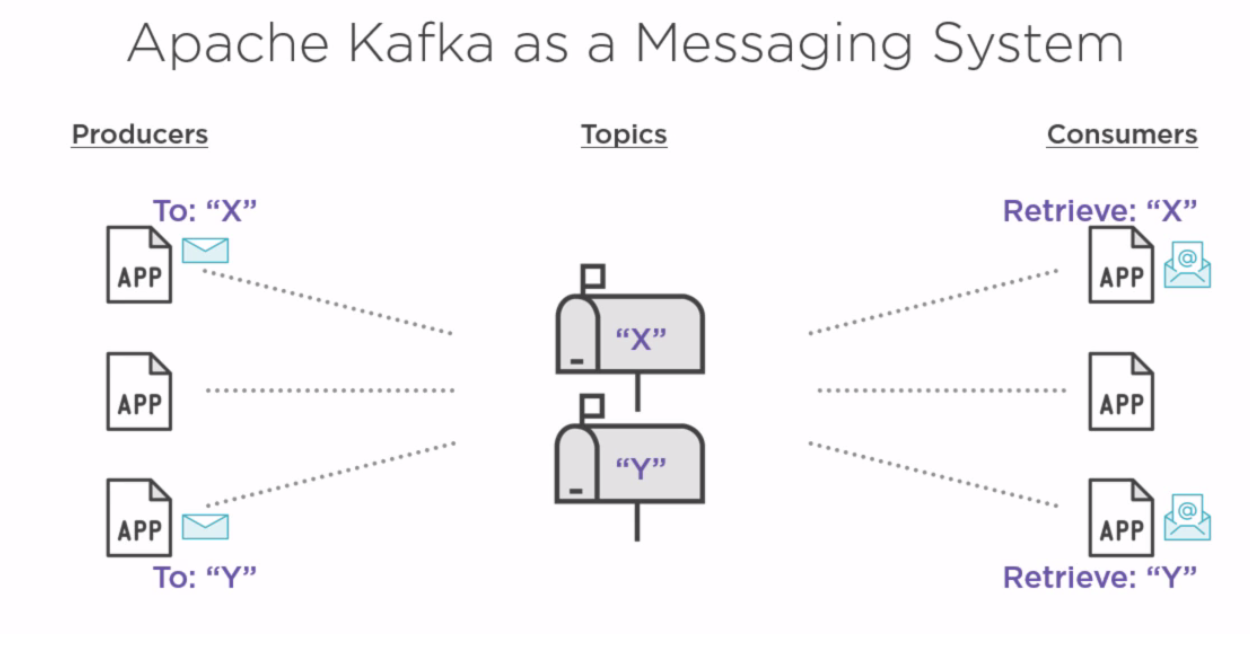 Apache Kafka as a Messaging System
Producers
Topics
Consumers
To: “X”
Retrieve: “X”
APP
@
APP
“X”
APP
APP
“Y”
APP
@
APP
To: “Y”
Retrieve: “Y”